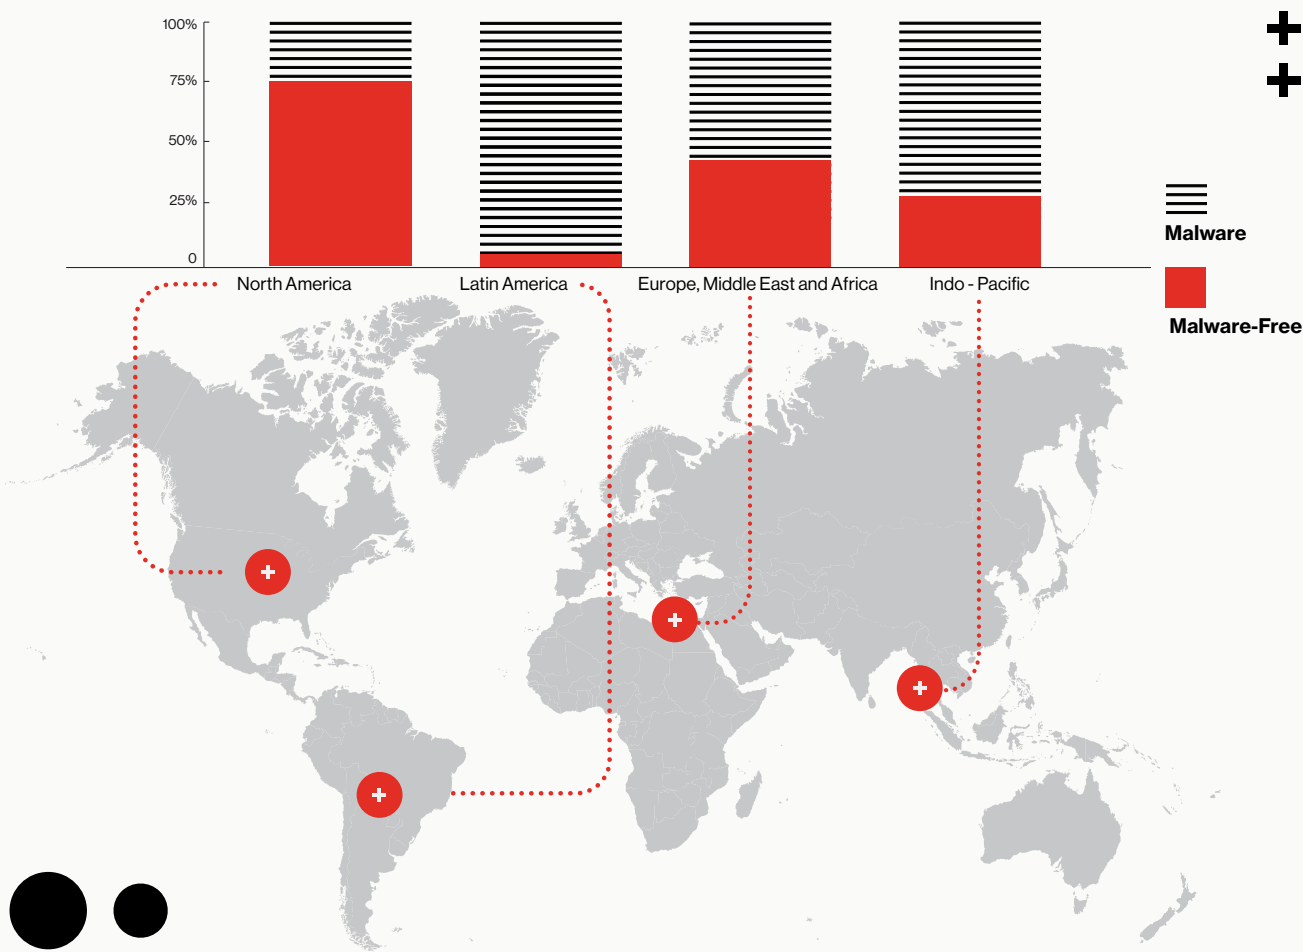 100%
75%
50%
25%
0
North America
Latin America
Europe, Middle East and Africa
Indo - Pacific
Malware
Malware-Free